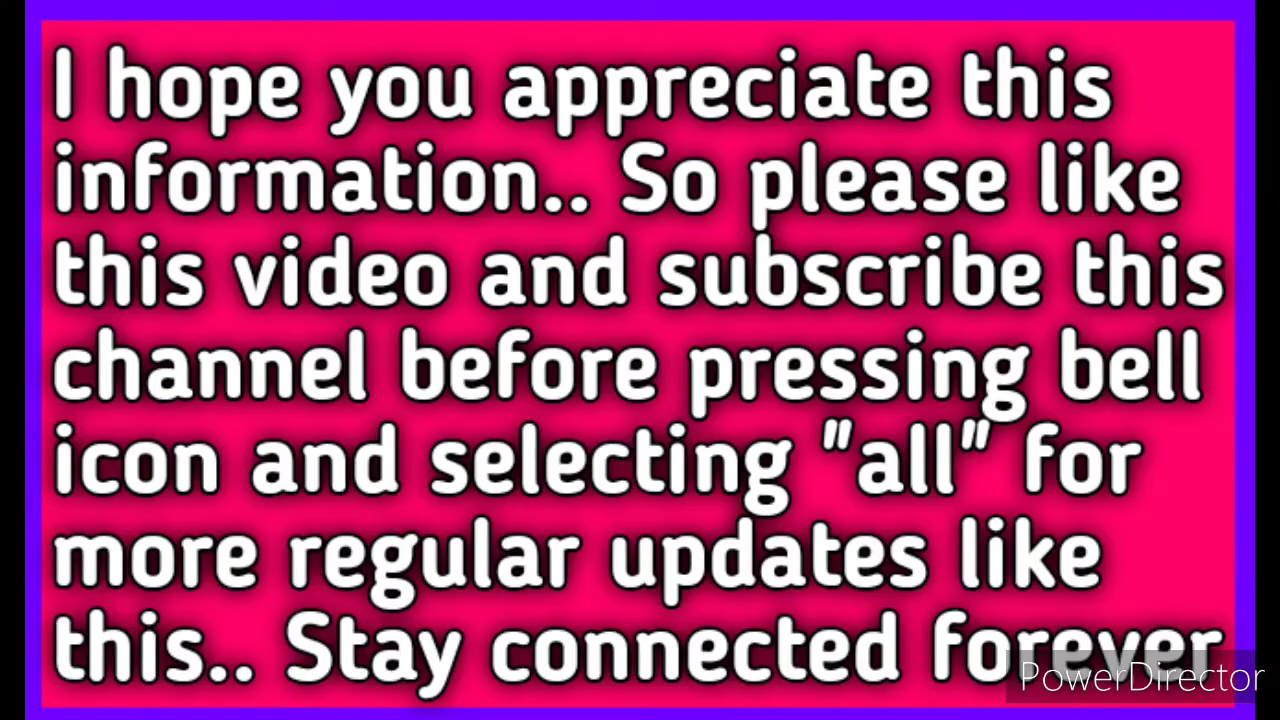 I hope you appreciate this
information.. So please like
this video and subscribe this
channel before pressing bell
icon and selecting "all" for
more regular updates like
this.. Stay connected forever
PowerDirector